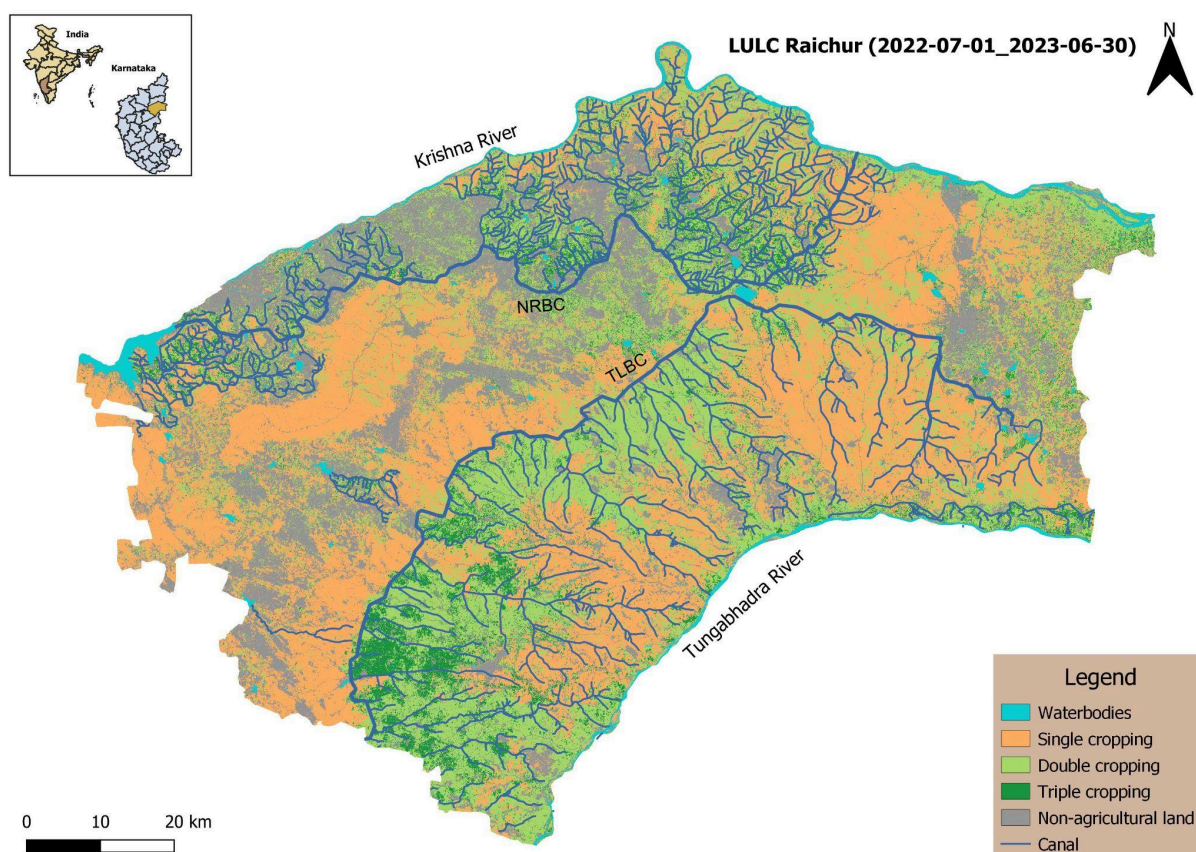 India
Karnataka
LULC Raichur (2022-07-01_2023-06-30)
N
Krishna River
NRBC
TLBC
Tungabhadra River
Legend
Waterbodies
Single cropping
Double cropping
Triple cropping
Non-agricultural land
Canal
0 10 20 km